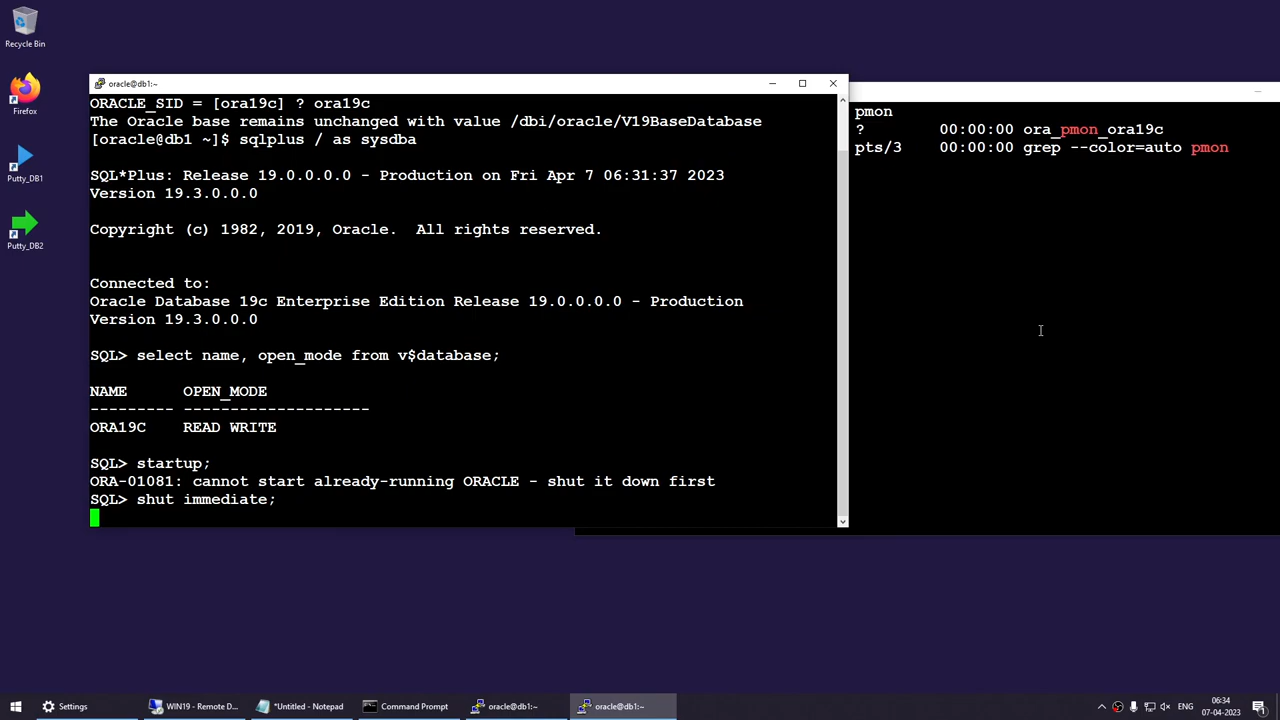 Recycle Bin
Firefox
Putty_DB1
Putty_DB2
oracle@db1:~
ORACLE_SID = [ora19c] ? ora19c
The Oracle base remains unchanged with value /dbi/oracle/V19BaseDatabase
[oracle@db1 ~]$ sqlplus / as sysdba
SQL*Plus: Release 19.0.0.0.0 - Production on Fri Apr 7 06:31:37 2023
Version 19.3.0.0.0
Copyright (c) 1982, 2019, Oracle.  All rights reserved.
Connected to:
Oracle Database 19c Enterprise Edition Release 19.0.0.0.0 - Production
Version 19.3.0.0.0
SQL> select name, open_mode from v$database;
NAME      OPEN_MODE
--------- --------------------
ORA19C    READ WRITE
SQL> startup;
ORA-01081: cannot start already-running ORACLE - shut it down first
SQL> shut immediate;
pmon
?        00:00:00 ora_pmon_ora19c
pts/3    00:00:00 grep --color=auto pmon
Settings
WIN19 - Remote D...
*Untitled - Notepad
Command Prompt
oracle@db1:~
oracle@db1:~
ENG
06:34
07-04-2023